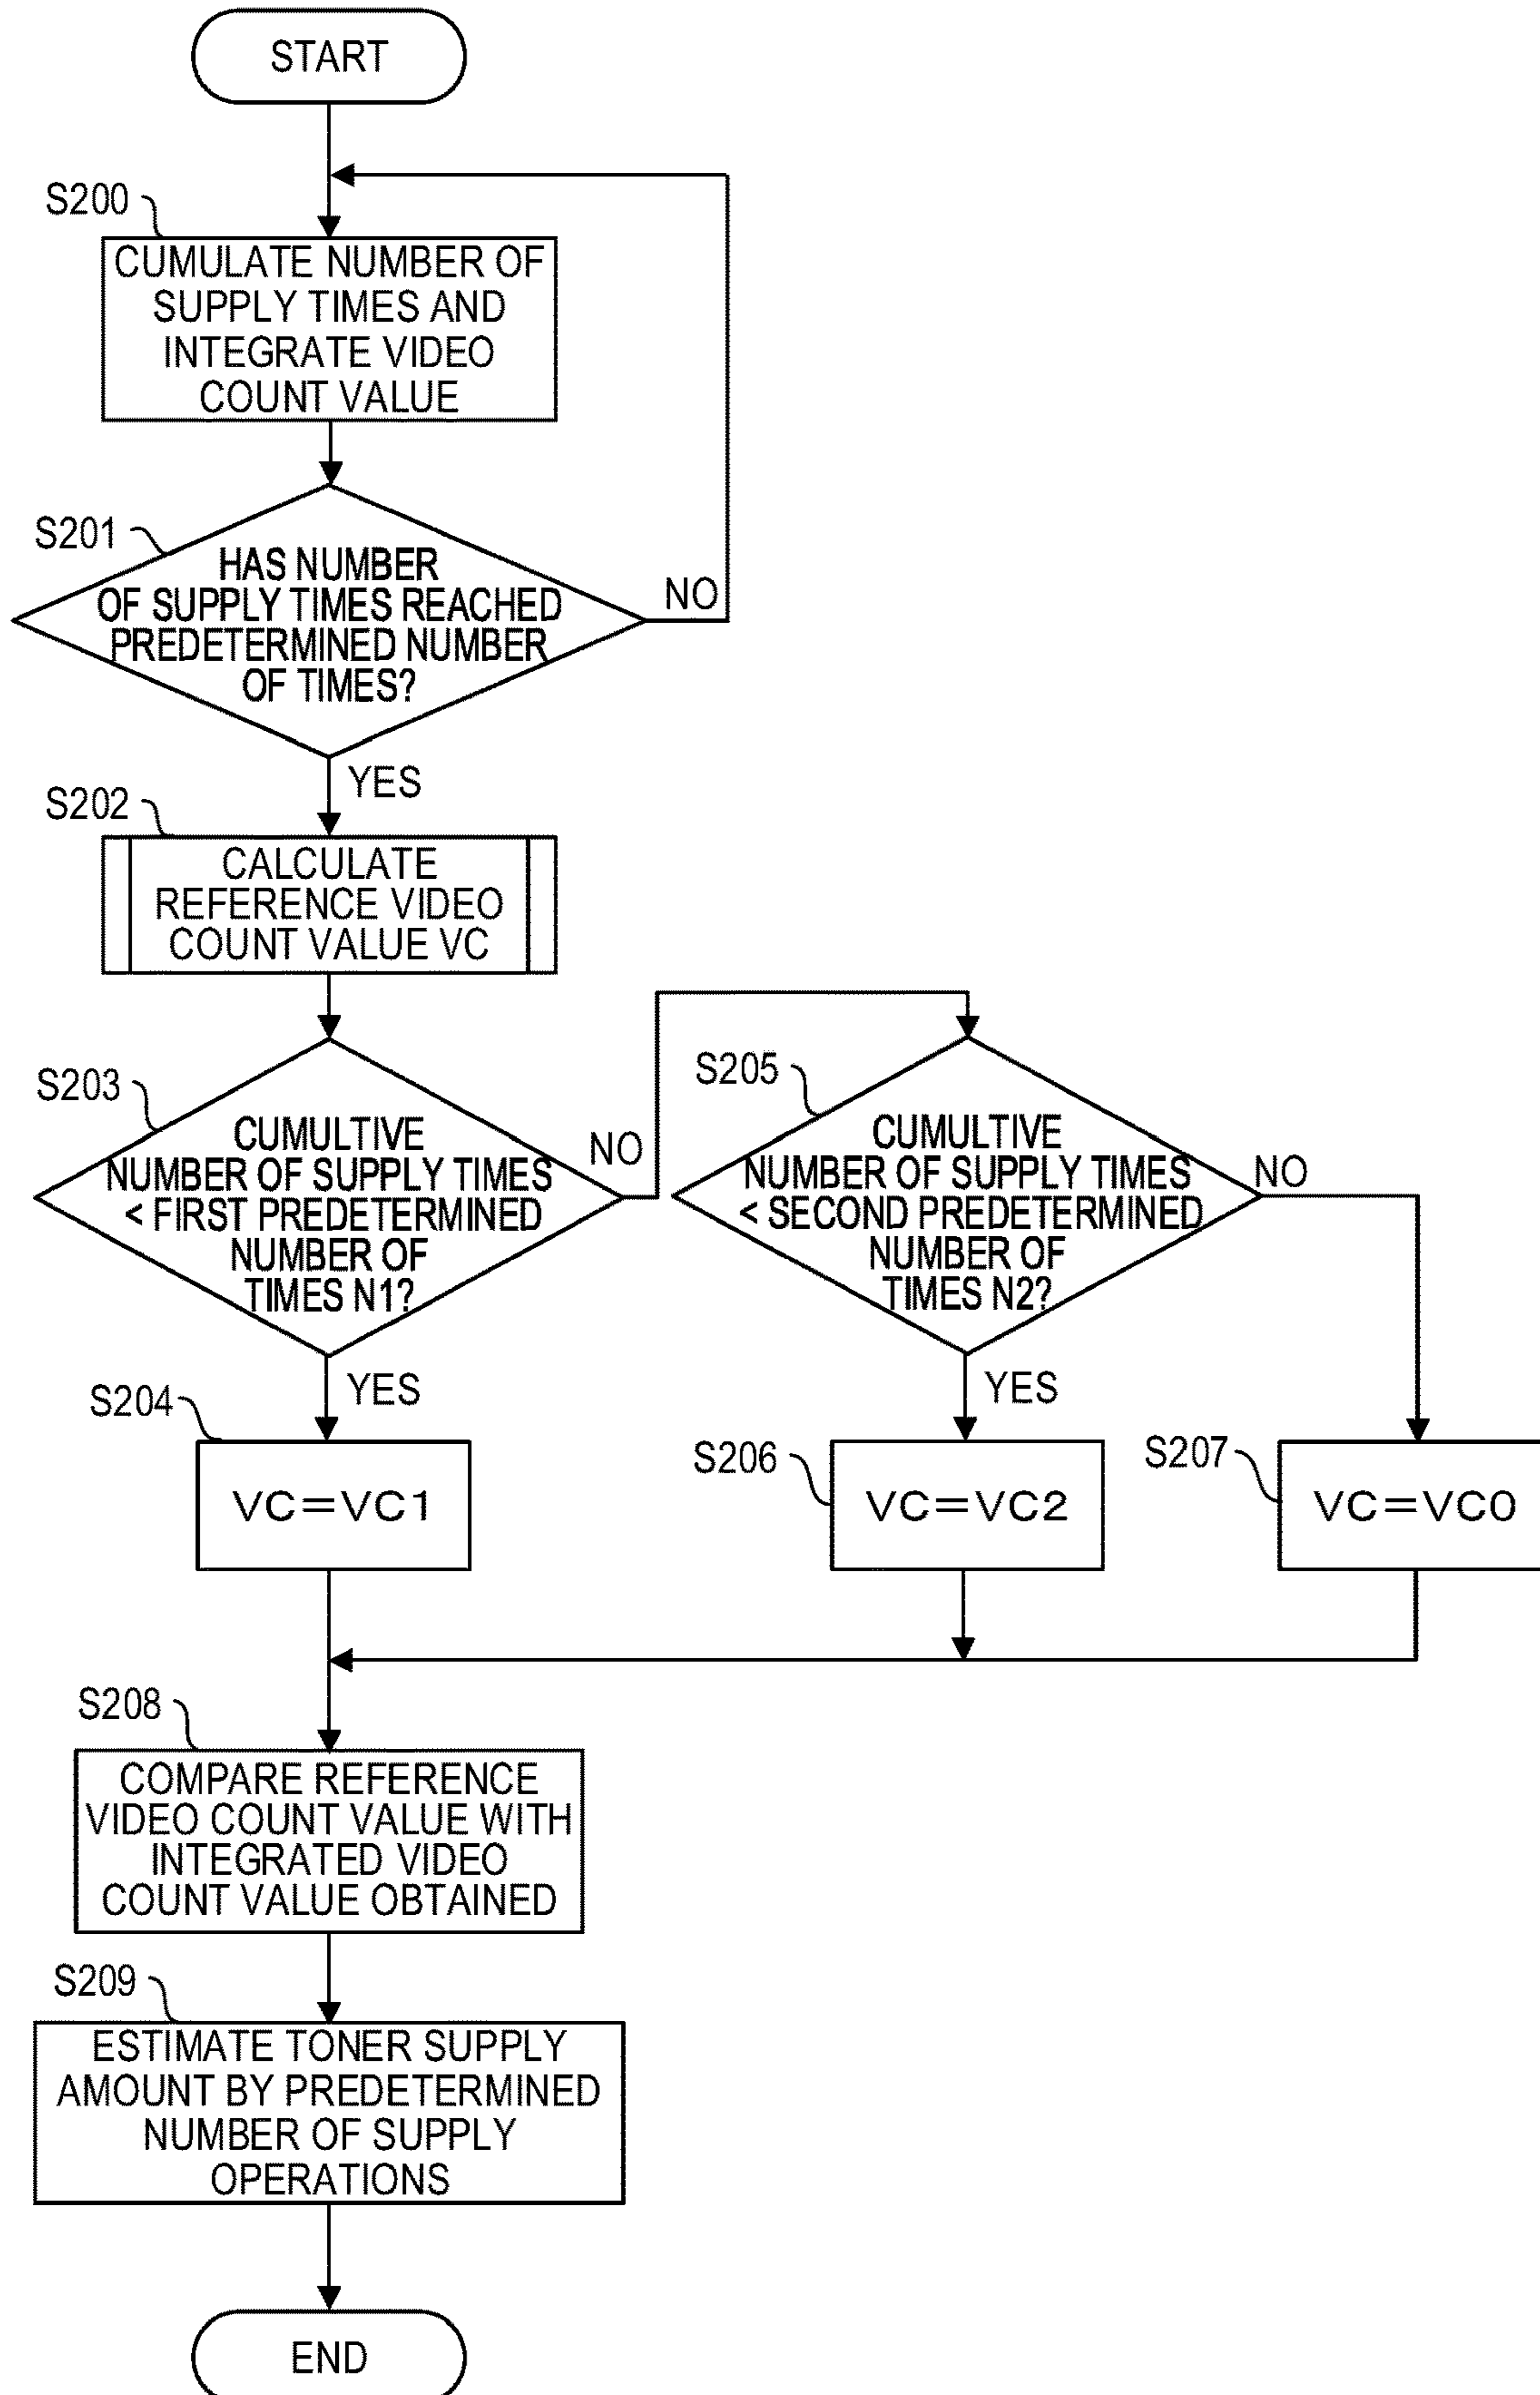 START
S200
CUMULATE NUMBER OF
SUPPLY TIMES AND
INTEGRATE VIDEO
COUNT VALUE
S201
HAS NUMBER
OF SUPPLY TIMES REACHED
PREDETERMINED NUMBER
OF TIMES?
NO
YES
S202
CALCULATE
REFERENCE VIDEO
COUNT VALUE VC
S203
CUMULTIVE
NUMBER OF SUPPLY TIMES
< FIRST PREDETERMINED
NUMBER OF
TIMES N1?
NO
YES
S205
CUMULTIVE
NUMBER OF SUPPLY TIMES
< SECOND PREDETERMINED
NUMBER OF
TIMES N2?
NO
YES
S204
VC=VC1
S206
VC=VC2
S207
VC=VC0
S208
COMPARE REFERENCE
VIDEO COUNT VALUE WITH
INTEGRATED VIDEO
COUNT VALUE OBTAINED
S209
ESTIMATE TONER SUPPLY
AMOUNT BY PREDETERMINED
NUMBER OF SUPPLY
OPERATIONS
END